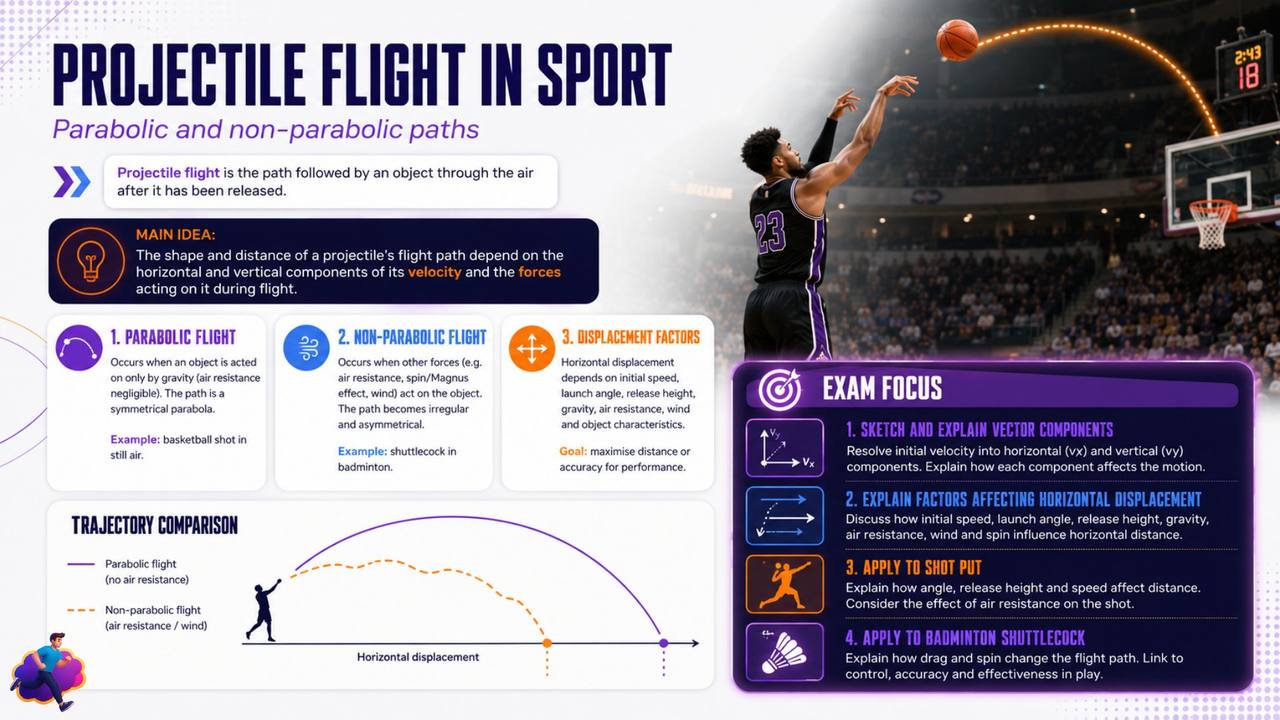 PROJECTILE FLIGHT IN SPORT
Parabolic and non-parabolic paths
Projectile flight is the path followed by an object through the air
after it has been released.
MAIN IDEA:
The shape and distance of a projectile's flight path depend on the
horizontal and vertical components of its velocity and the forces
acting on it during flight.
1. PARABOLIC FLIGHT
Occurs when an object is acted
on only by gravity (air resistance
negligible). The path is a
symmetrical parabola.
Example: basketball shot in
still air.
2. NON-PARABOLIC FLIGHT
Occurs when other forces (e.g.
air resistance, spin/Magnus
effect, wind) act on the object.
The path becomes irregular
and asymmetrical.
Example: shuttlecock in
badminton.
3. DISPLACEMENT FACTORS
Horizontal displacement
depends on initial speed,
launch angle, release height,
gravity, air resistance, wind
and object characteristics.
Goal: maximise distance or
accuracy for performance.
TRAJECTORY COMPARISON
Parabolic flight
(no air resistance)
Non-parabolic flight
(air resistance / wind)
Horizontal displacement
2:43
18
23
EXAM FOCUS
Vy
Vx
1. SKETCH AND EXPLAIN VECTOR COMPONENTS
Resolve initial velocity into horizontal (vx) and vertical (vy)
components. Explain how each component affects the motion.
2. EXPLAIN FACTORS AFFECTING HORIZONTAL DISPLACEMENT
Discuss how initial speed, launch angle, release height, gravity,
air resistance, wind and spin influence horizontal distance.
3. APPLY TO SHOT PUT
Explain how angle, release height and speed affect distance.
Consider the effect of air resistance on the shot.
4. APPLY TO BADMINTON SHUTTLECOCK
Explain how drag and spin change the flight path. Link to
control, accuracy and effectiveness in play.